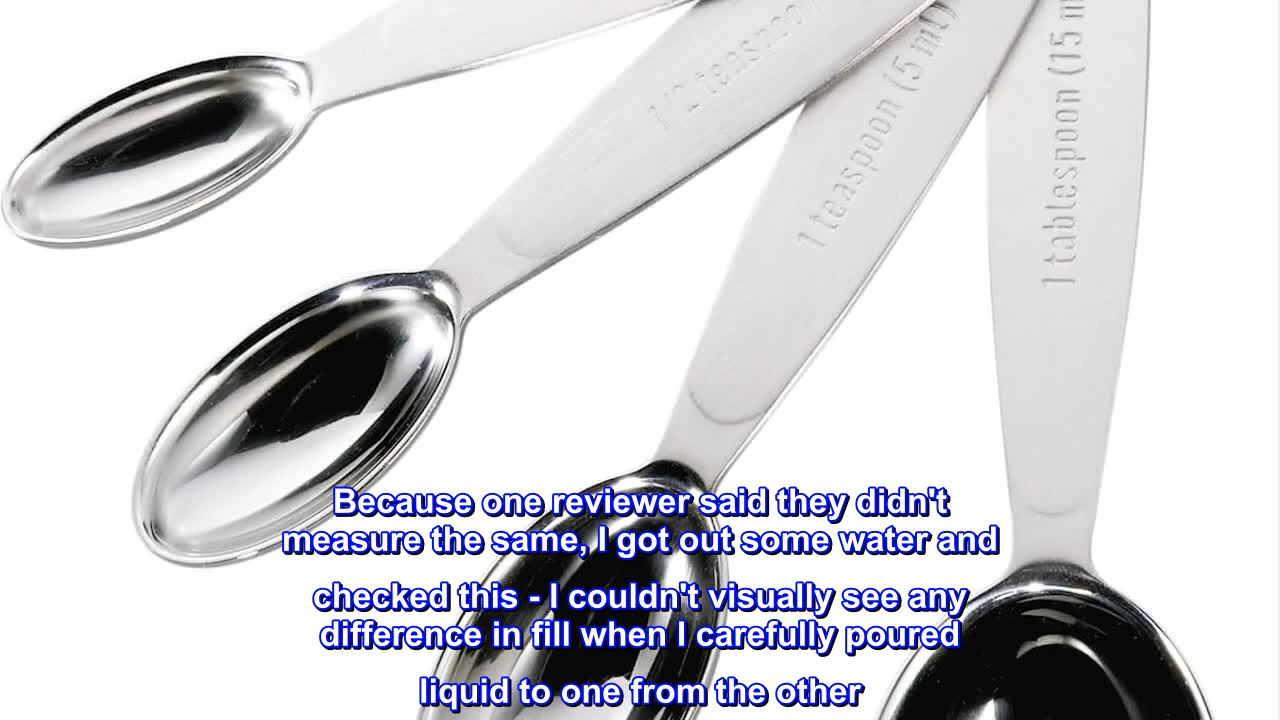 1/2 teaspoon
1 teaspoon (5 ml)
1 tablespoon (15 m
Because one reviewer said they didn't
measure the same, I got out some water and
checked this - I couldn't visually see any
difference in fill when I carefully poured
liquid to one from the other